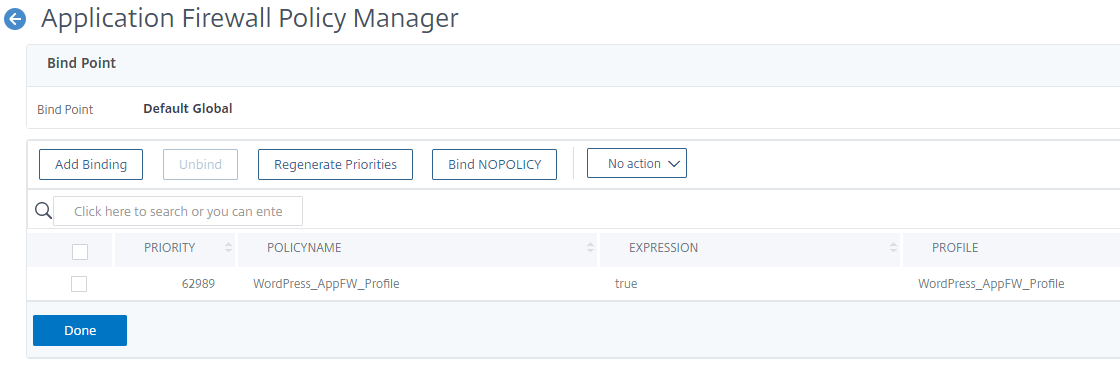 Application Firewall Policy Manager
Bind Point
Bind Point Default Global
Add Binding Unbind Regenerate Priorities Bind NOPOLICY No action
Click here to search or you can ente
PRIORITY POLICYNAME EXPRESSION PROFILE
62989 WordPress_AppFW_Profile true WordPress_AppFW_Profile
Done